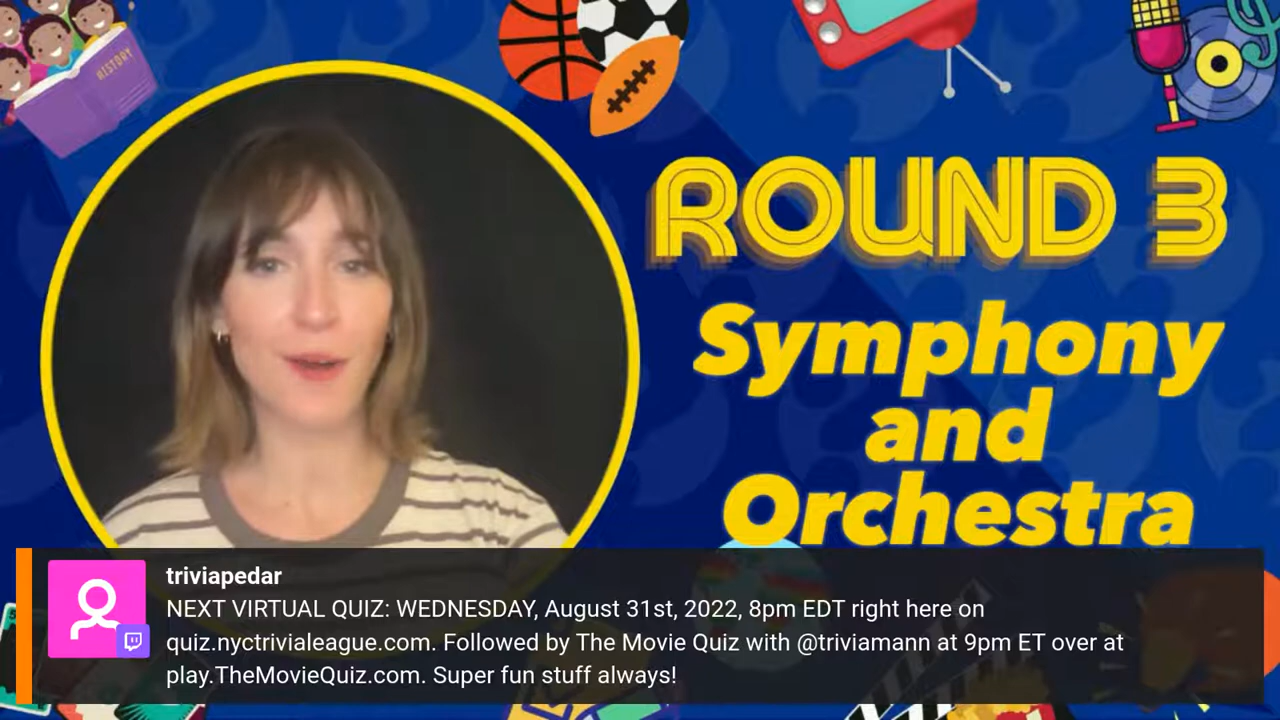 HISTORY
ROUND 3
Symphony
and
Orchestra
triviapedar
NEXT VIRTUAL QUIZ: WEDNESDAY, August 31st, 2022, 8pm EDT right here on
quiz.nyctrivialeague.com. Followed by The Movie Quiz with @triviamann at 9pm ET over at
play.TheMovieQuiz.com. Super fun stuff always!